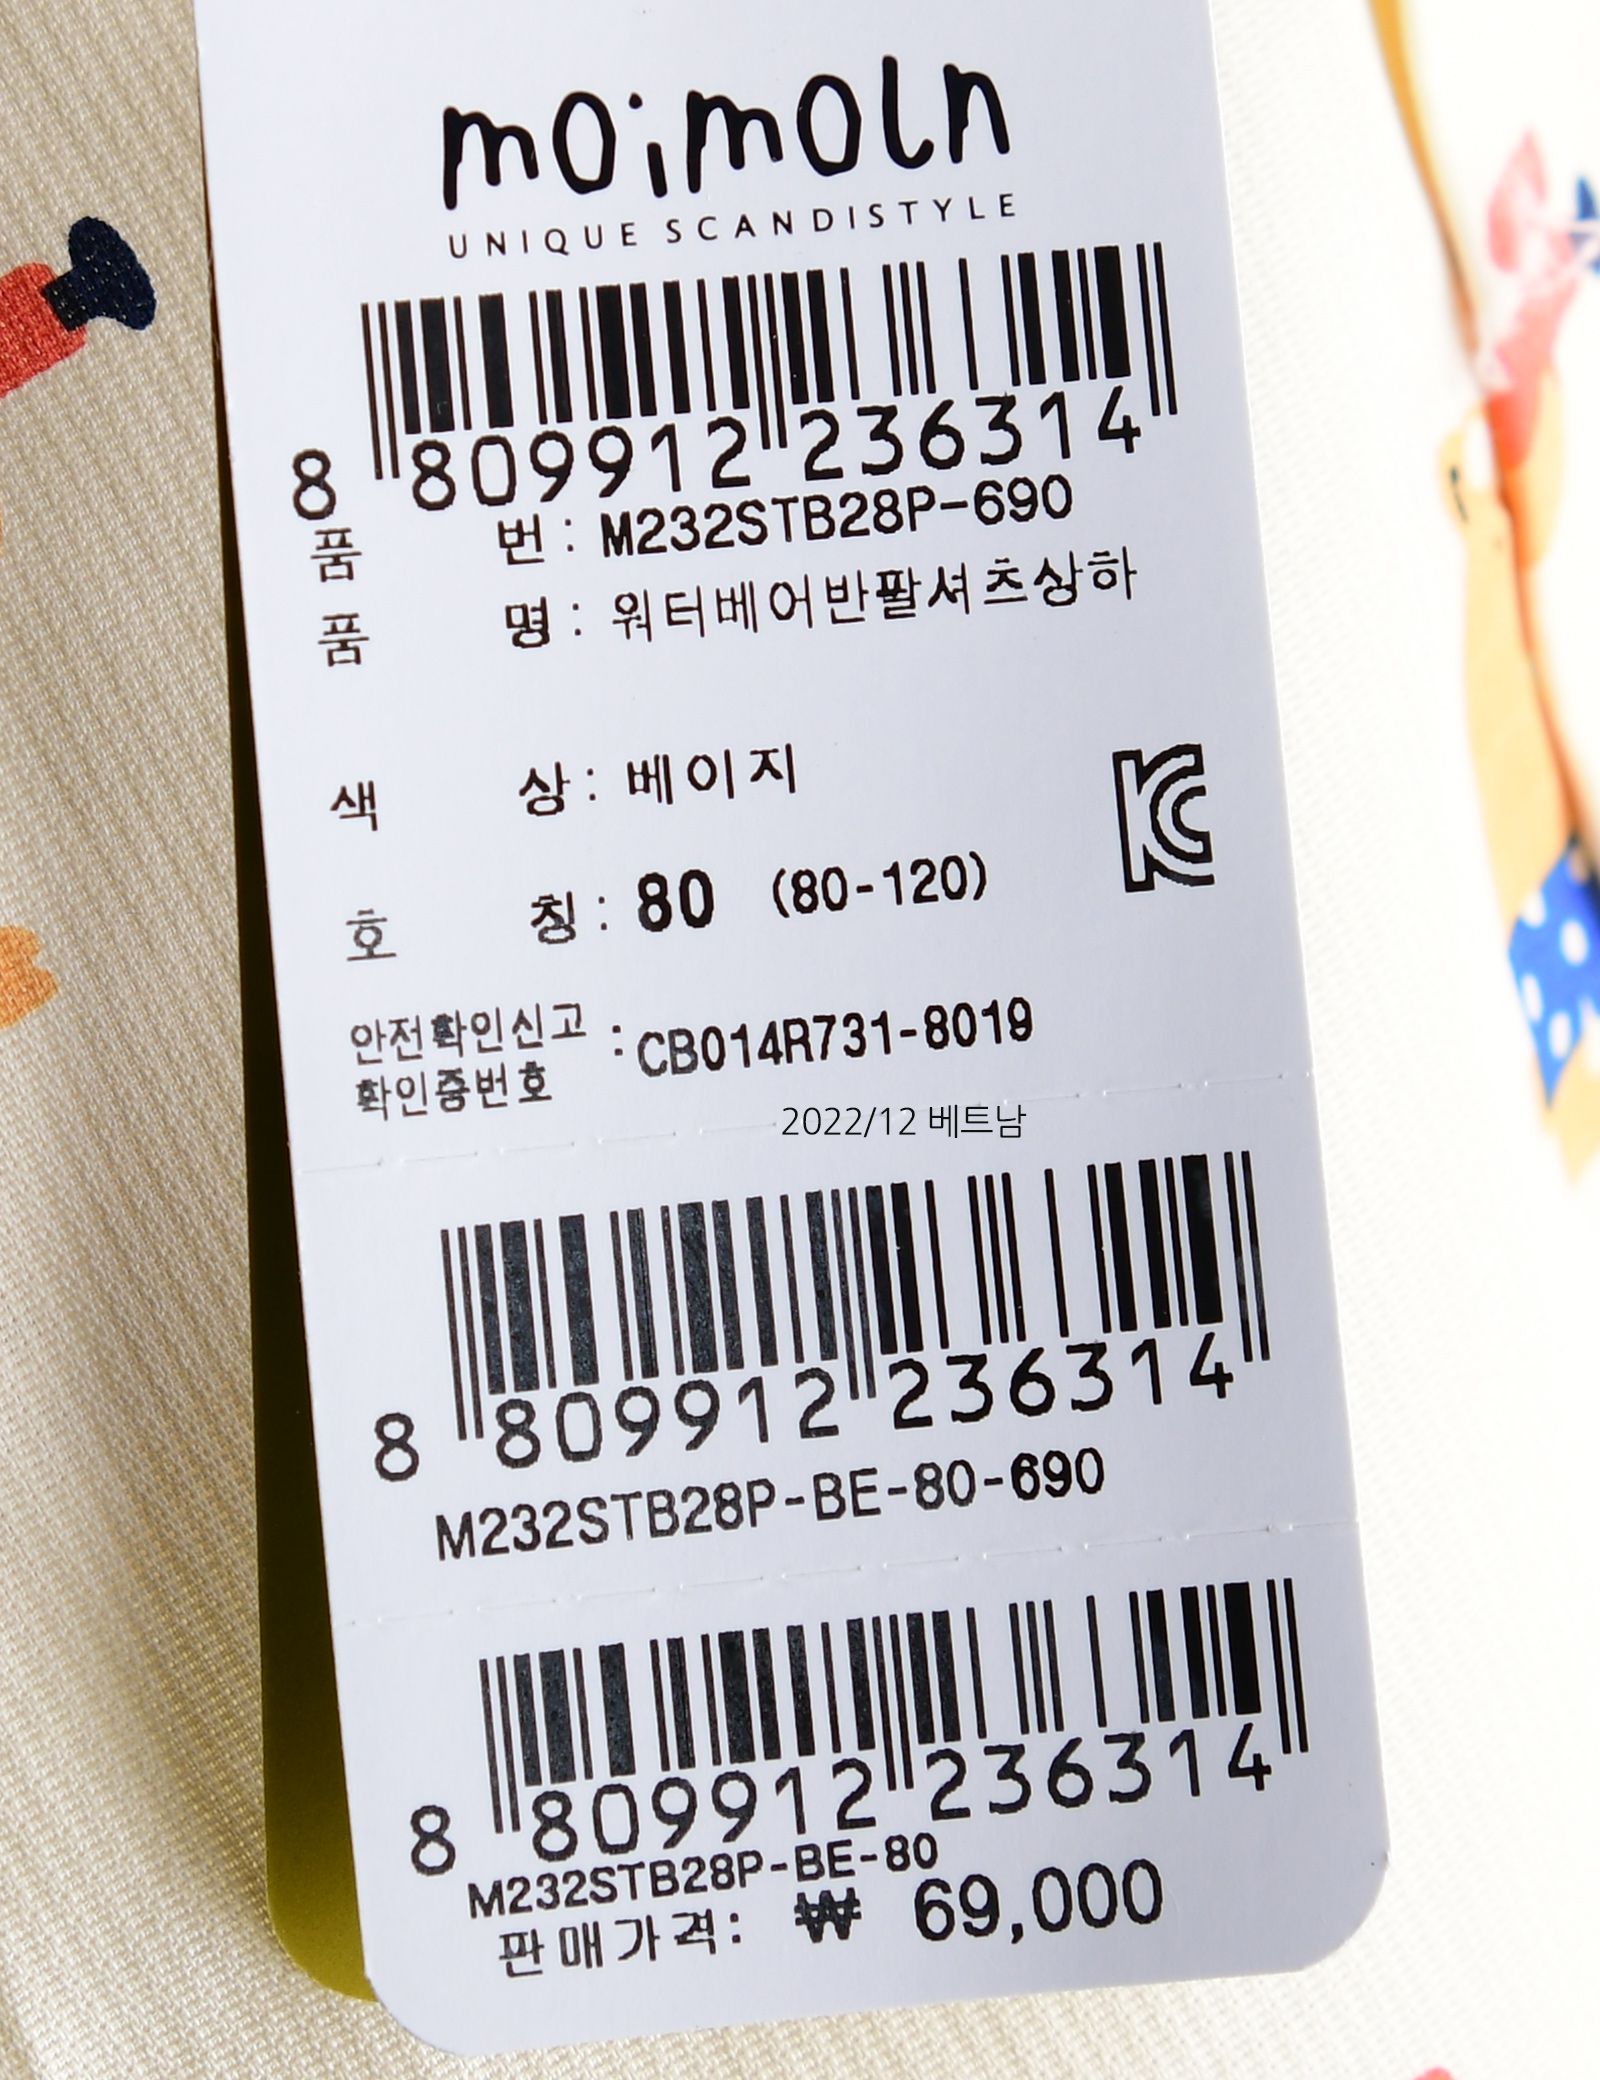 moimoln
UNIQUE SCANDISTYLE
8 809912 236314
품 번 : M232STB28P-690
품 명 : 워터베어반팔셔츠상하
색 상 : 베이지
KC
호 칭 : 80 (80-120)
안전확인신고 확인증번호 : CB014R731-8019
2022/12 베트남
8 809912 236314
M232STB28P-BE-80-690
8 809912 236314
M232STB28P-BE-80
판매가격: ₩ 69,000